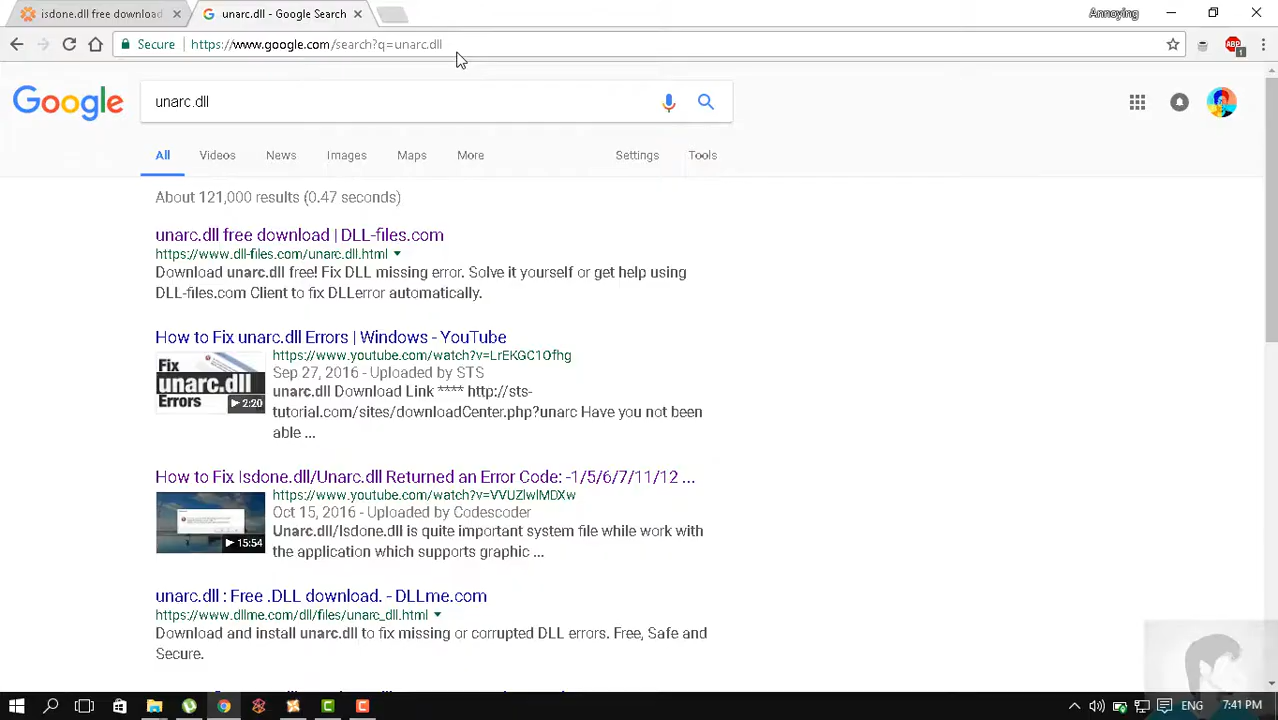 isdone.dll free download
unarc.dll - Google Search
Annoying
Secure https://www.google.com/search?q=unarc.dll
ABP
1
Google
unarc.dll
All Videos News Images Maps More Settings Tools
About 121,000 results (0.47 seconds)
unarc.dll free download | DLL-files.com
https://www.dll-files.com/unarc.dll.html
Download unarc.dll free! Fix DLL missing error. Solve it yourself or get help using
DLL-files.com Client to fix DLLerror automatically.
How to Fix unarc.dll Errors | Windows - YouTube
https://www.youtube.com/watch?v=LrEKGC1Ofhg
Sep 27, 2016 - Uploaded by STS
unarc.dll Download Link **** http://sts-
tutorial.com/sites/downloadCenter.php?unarc Have you not been
able ...
Fix
unarc.dll
Errors
2:20
How to Fix Isdone.dll/Unarc.dll Returned an Error Code: -1/5/6/7/11/12 ...
https://www.youtube.com/watch?v=VVUZlwlMDXw
Oct 15, 2016 - Uploaded by Codescoder
Unarc.dll/Isdone.dll is quite important system file while work with
the application which supports graphic ...
15:54
unarc.dll : Free .DLL download. - DLLme.com
https://www.dllme.com/dll/files/unarc_dll.html
Download and install unarc.dll to fix missing or corrupted DLL errors. Free, Safe and
Secure.
ENG 7:41 PM